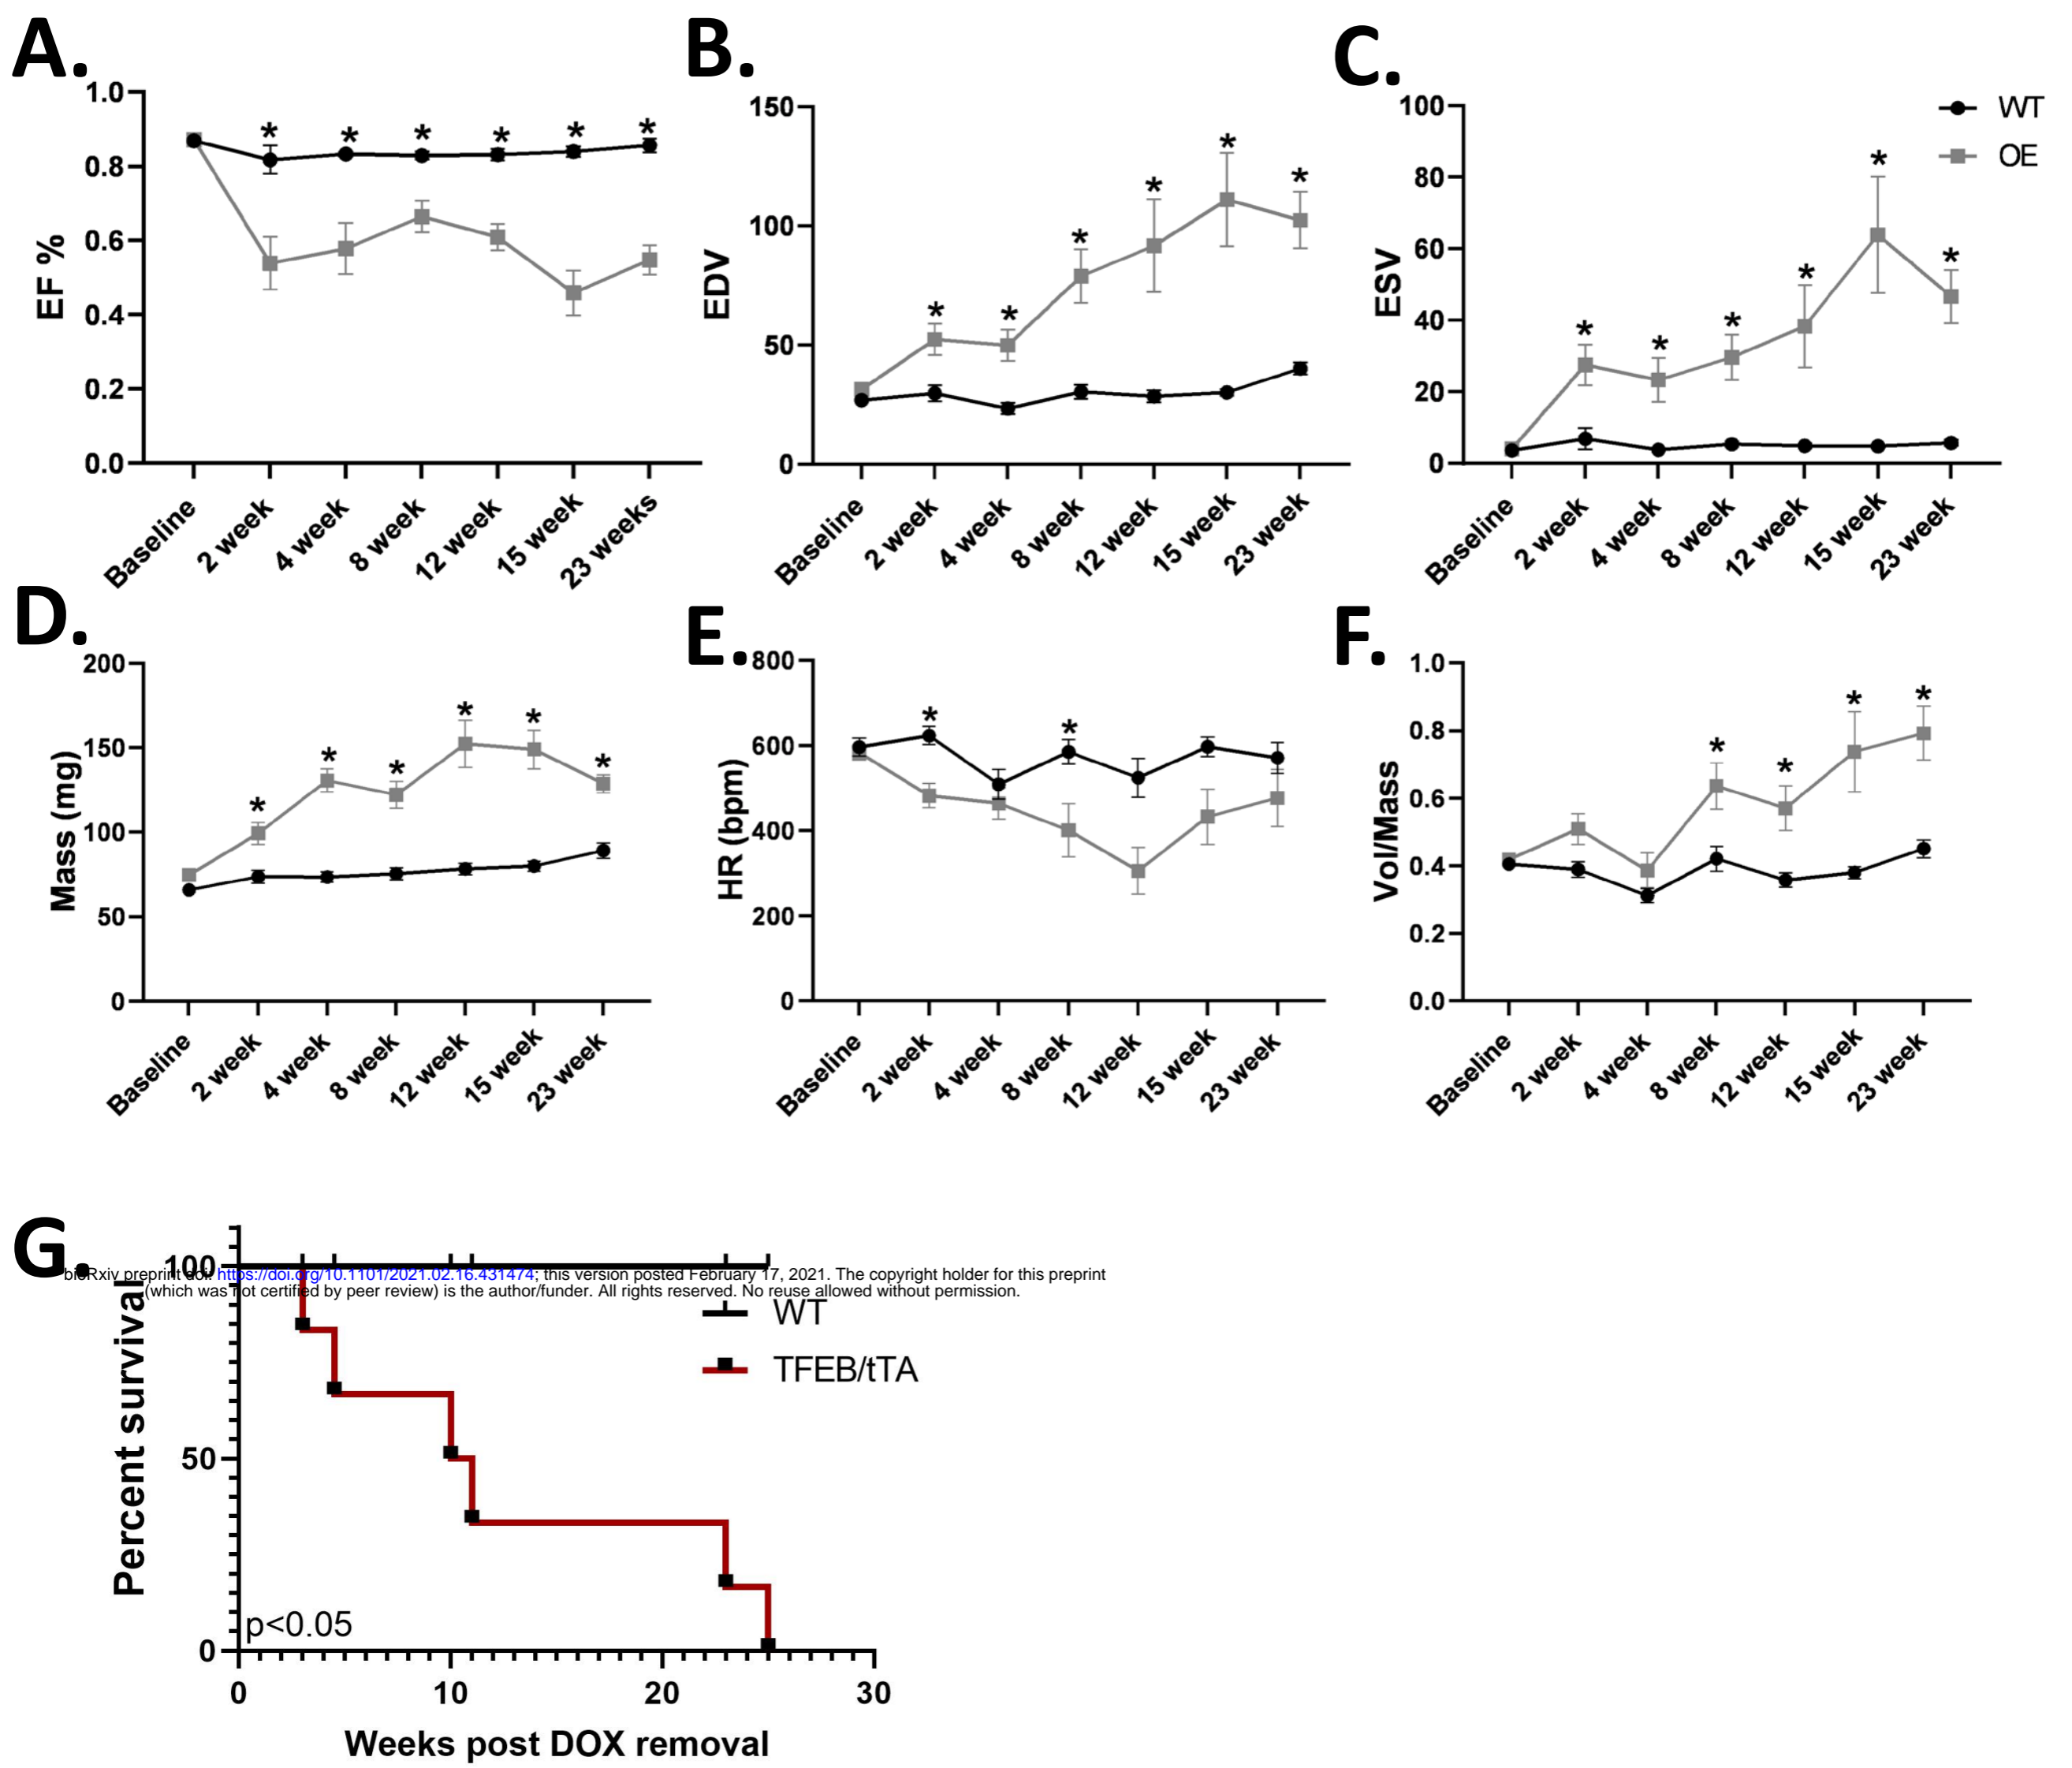 A.
EF %
1.0
0.8
0.6
0.4
0.2
0.0
* * * * * *
Baseline
2 week
4 week
8 week
12 week
15 week
23 weeks
B.
EDV
150
100
50
0
* * * * * *
Baseline
2 week
4 week
8 week
12 week
15 week
23 week
C.
ESV
100
80
60
40
20
0
* * * * * *
WT
OE
Baseline
2 week
4 week
8 week
12 week
15 week
23 week
D.
Mass (mg)
200
150
100
50
0
* * * * * *
Baseline
2 week
4 week
8 week
12 week
15 week
23 week
E.
HR (bpm)
800
600
400
200
0
* *
Baseline
2 week
4 week
8 week
12 week
15 week
23 week
F.
Vol/Mass
1.0
0.8
0.6
0.4
0.2
0.0
* * * *
Baseline
2 week
4 week
8 week
12 week
15 week
23 week
G.
Percent survival
100
50
0
bioRxiv preprint doi: https://doi.org/10.1101/2021.02.16.431474; this version posted February 17, 2021. The copyright holder for this preprint
(which was not certified by peer review) is the author/funder. All rights reserved. No reuse allowed without permission.
WT
TFEB/tTA
p<0.05
0 10 20 30
Weeks post DOX removal